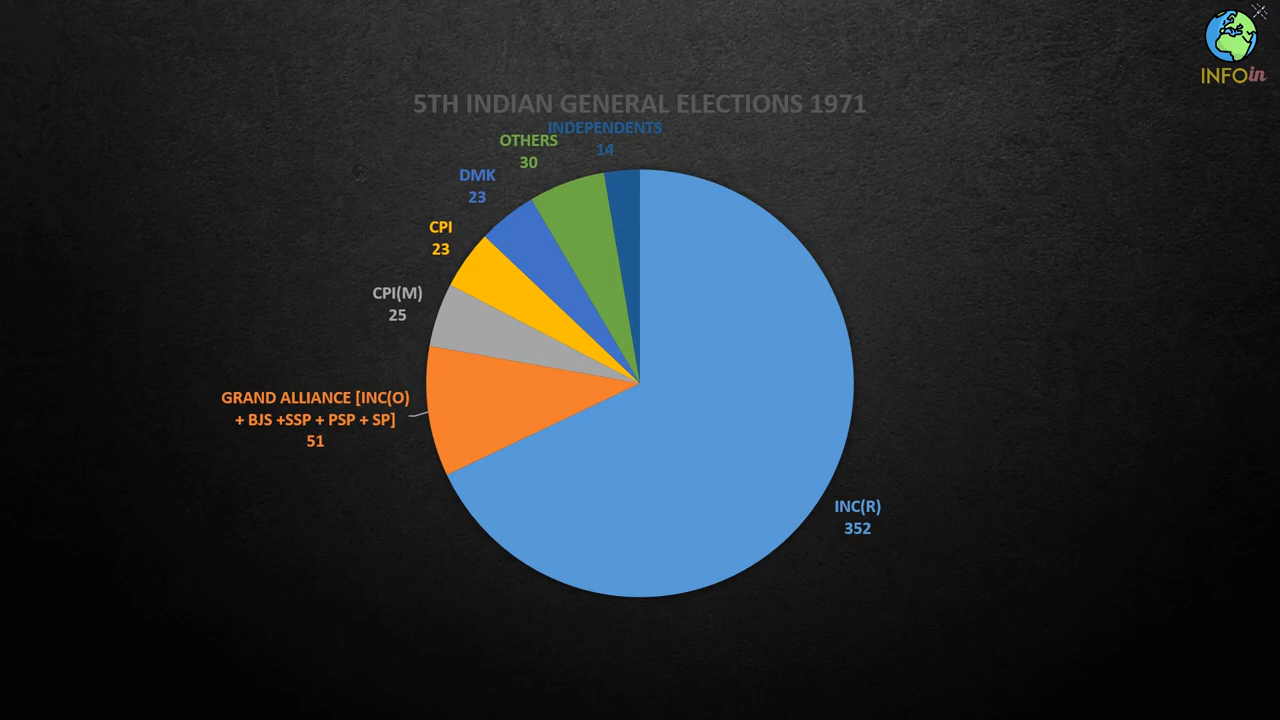 INFOin
5TH INDIAN GENERAL ELECTIONS 1971
INDEPENDENTS
14
OTHERS
30
DMK
23
CPI
23
CPI(M)
25
GRAND ALLIANCE [INC(O)
+ BJS +SSP + PSP + SP]
51
INC(R)
352